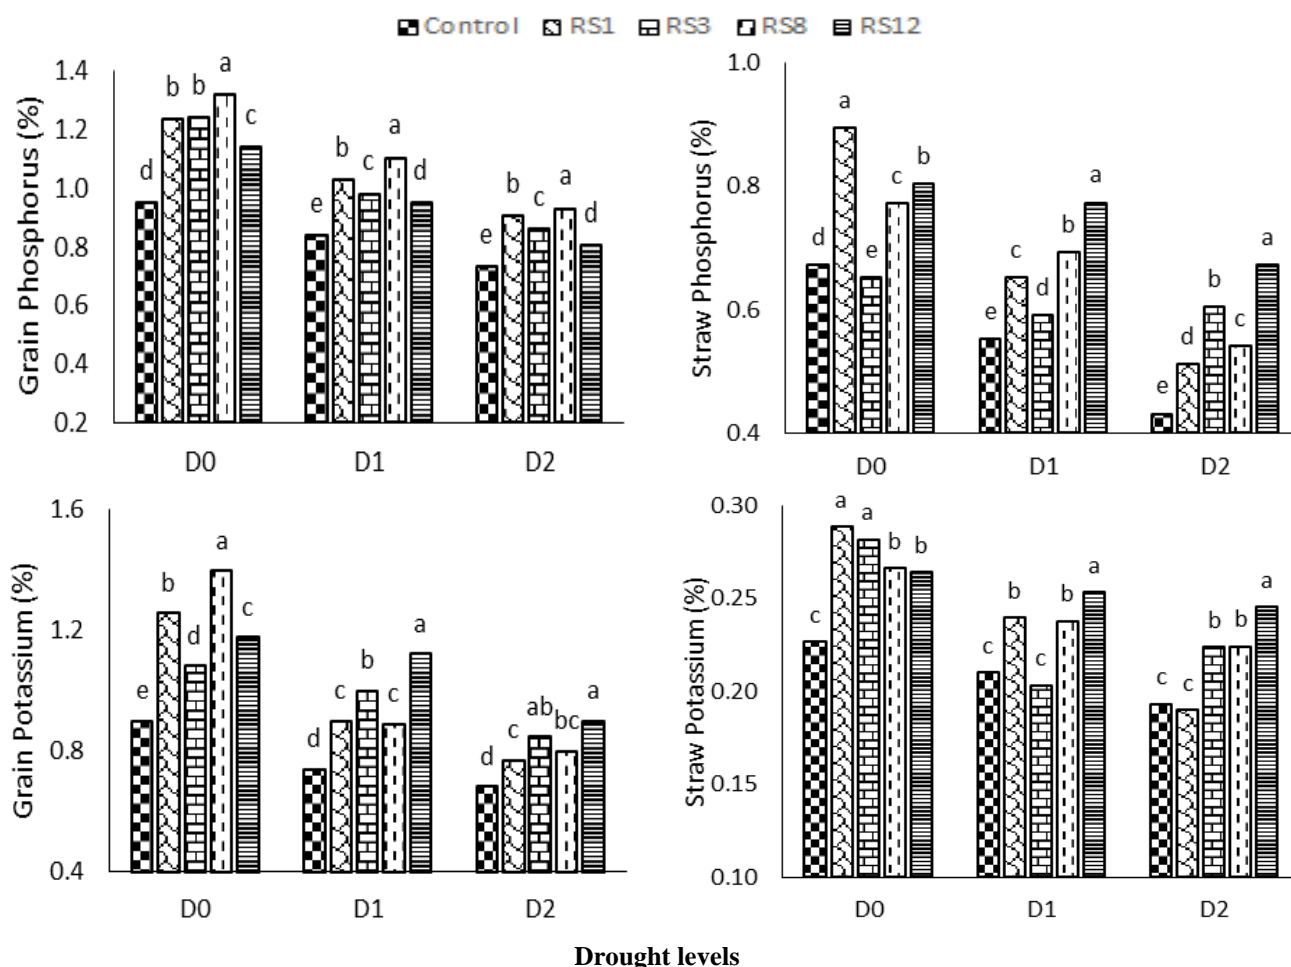 Control RS1 RS3 RS8 RS12
Grain Phosphorus (%)
1.4
1.2
1.0
0.8
0.6
0.4
0.2
d b b a c
e b c a d
e b c a d
D0 D1 D2
Straw Phosphorus (%)
1.0
0.8
0.6
0.4
d a e c b
e c d b a
e d b c a
D0 D1 D2
Grain Potassium (%)
1.6
1.2
0.8
0.4
e b d a c
d c b c a
d c ab bc a
D0 D1 D2
Straw Potassium (%)
0.30
0.25
0.20
0.15
0.10
c a a b b
c b c b a
c c b b a
D0 D1 D2
Drought levels